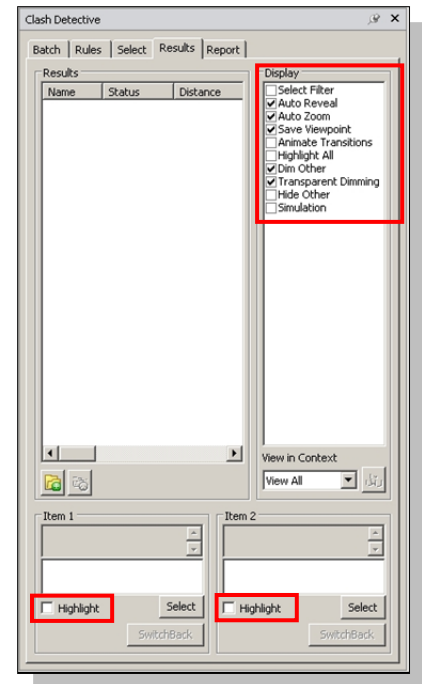 Clash Detective
Batch Rules Select Results Report
Results
Name Status Distance
Display
Select Filter
Auto Reveal
Auto Zoom
Save Viewpoint
Animate Transitions
Highlight All
Dim Other
Transparent Dimming
Hide Other
Simulation
View in Context
View All
Item 1
Highlight
Select
SwitchBack
Item 2
Highlight
Select
SwitchBack